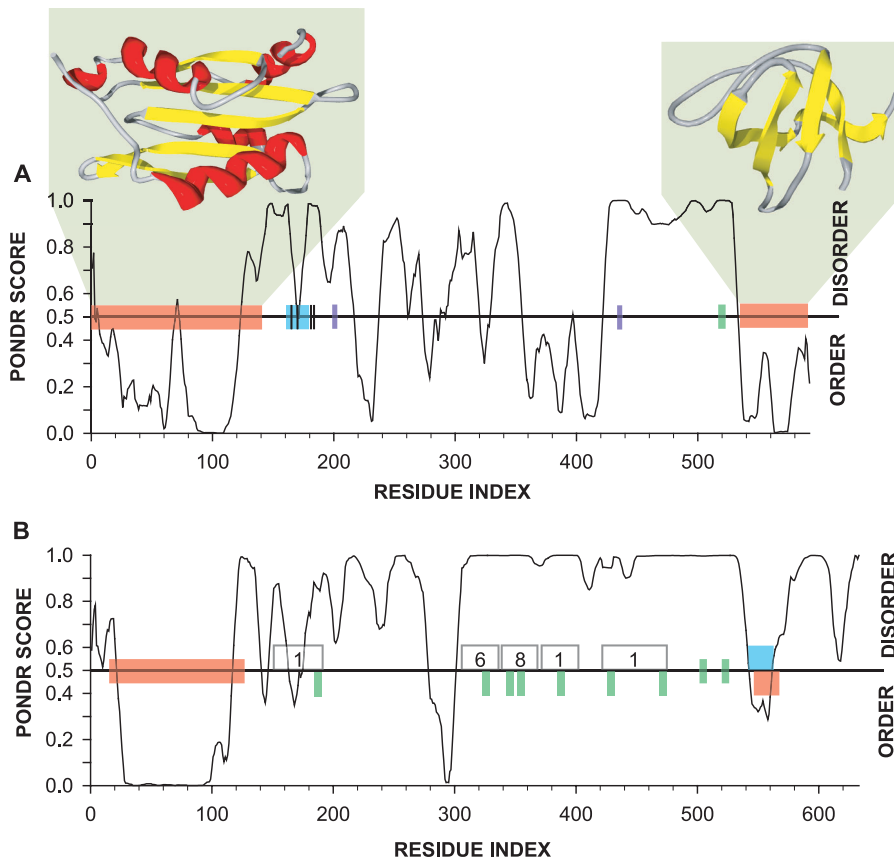 A
PONDR SCORE
1.0
0.8
0.6
0.5
0.4
0.2
0.0
DISORDER
ORDER
0 100 200 300 400 500
RESIDUE INDEX
B
PONDR SCORE
1.0
0.8
0.6
0.5
0.4
0.2
0.0
1 6 8 1 1
DISORDER
ORDER
0 100 200 300 400 500 600
RESIDUE INDEX